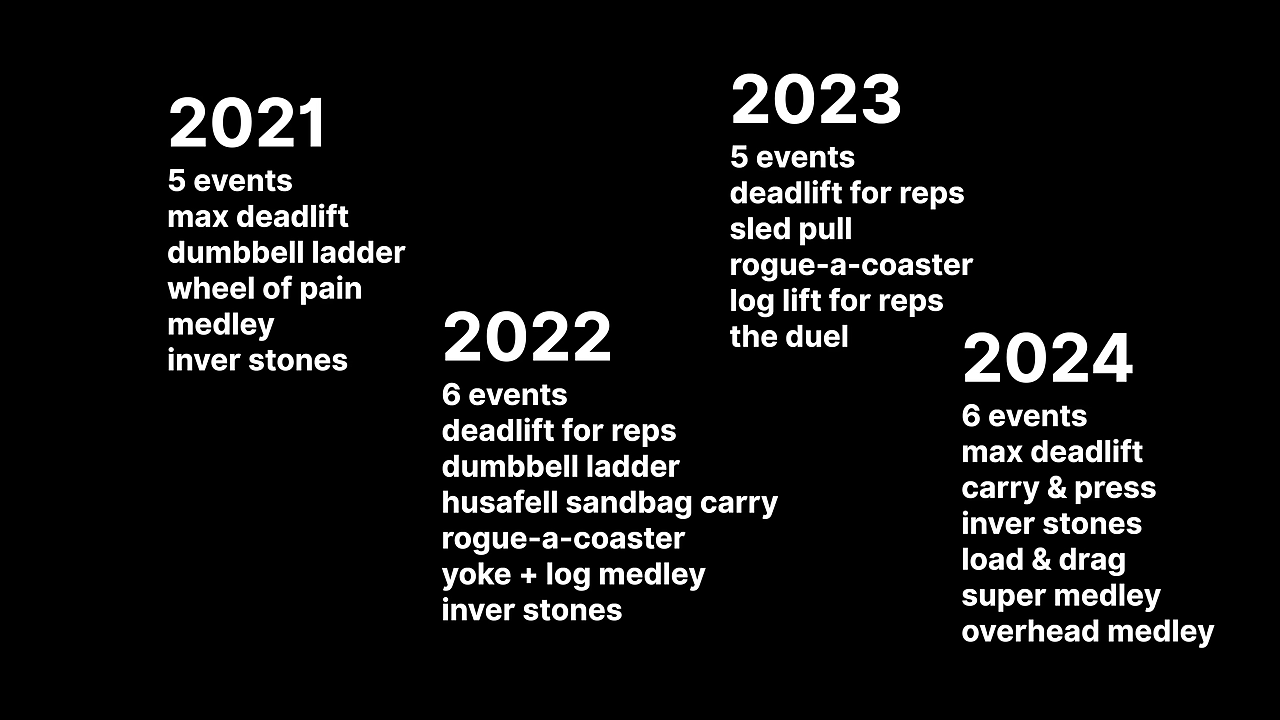 2021
5 events
max deadlift
dumbbell ladder
wheel of pain
medley
inver stones
2022
6 events
deadlift for reps
dumbbell ladder
husafell sandbag carry
rogue-a-coaster
yoke + log medley
inver stones
2023
5 events
deadlift for reps
sled pull
rogue-a-coaster
log lift for reps
the duel
2024
6 events
max deadlift
carry & press
inver stones
load & drag
super medley
overhead medley